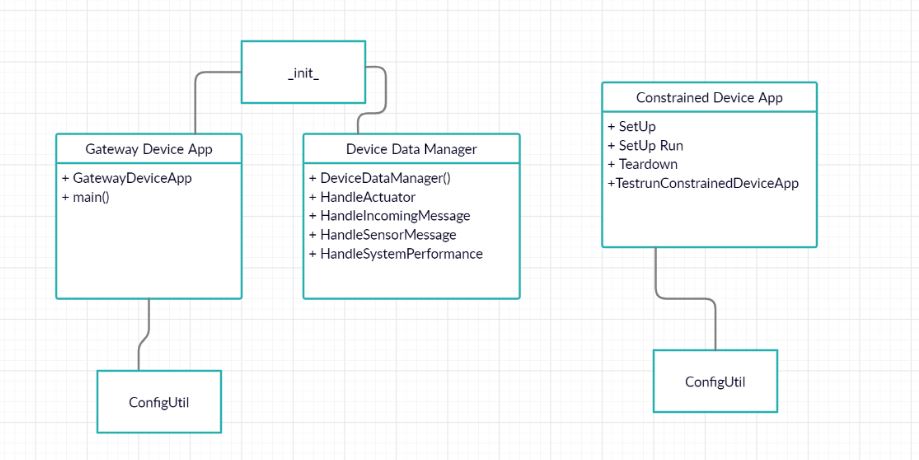 _init_
Gateway Device App
+ GatewayDeviceApp
+ main()
Device Data Manager
+ DeviceDataManager()
+ HandleActuator
+ HandleIncomingMessage
+ HandleSensorMessage
+ HandleSystemPerformance
Constrained Device App
+ SetUp
+ SetUp Run
+ Teardown
+TestrunConstrainedDeviceApp
ConfigUtil
ConfigUtil